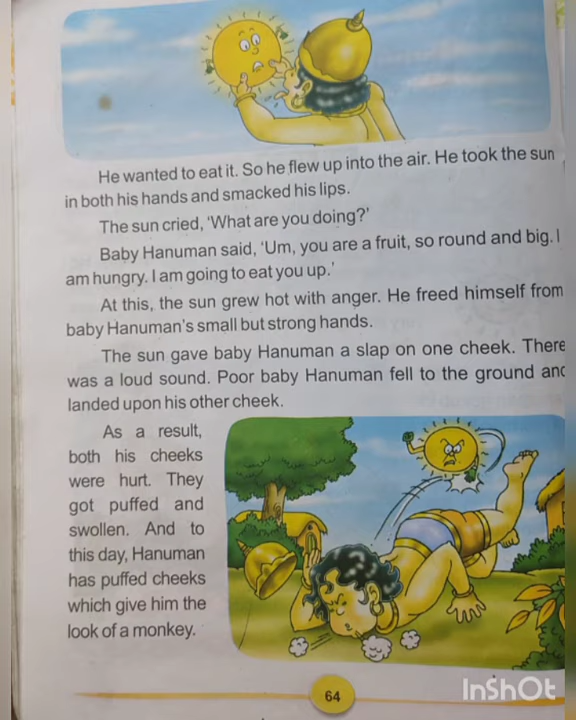 He wanted to eat it. So he flew up into the air. He took the sun
in both his hands and smacked his lips.
The sun cried, ‘What are you doing?’
Baby Hanuman said, ‘Um, you are a fruit, so round and big. I
am hungry. I am going to eat you up.’
At this, the sun grew hot with anger. He freed himself from
baby Hanuman’s small but strong hands.
The sun gave baby Hanuman a slap on one cheek. There
was a loud sound. Poor baby Hanuman fell to the ground and
landed upon his other cheek.
As a result,
both his cheeks
were hurt. They
got puffed and
swollen. And to
this day, Hanuman
has puffed cheeks
which give him the
look of a monkey.
64
InShOt